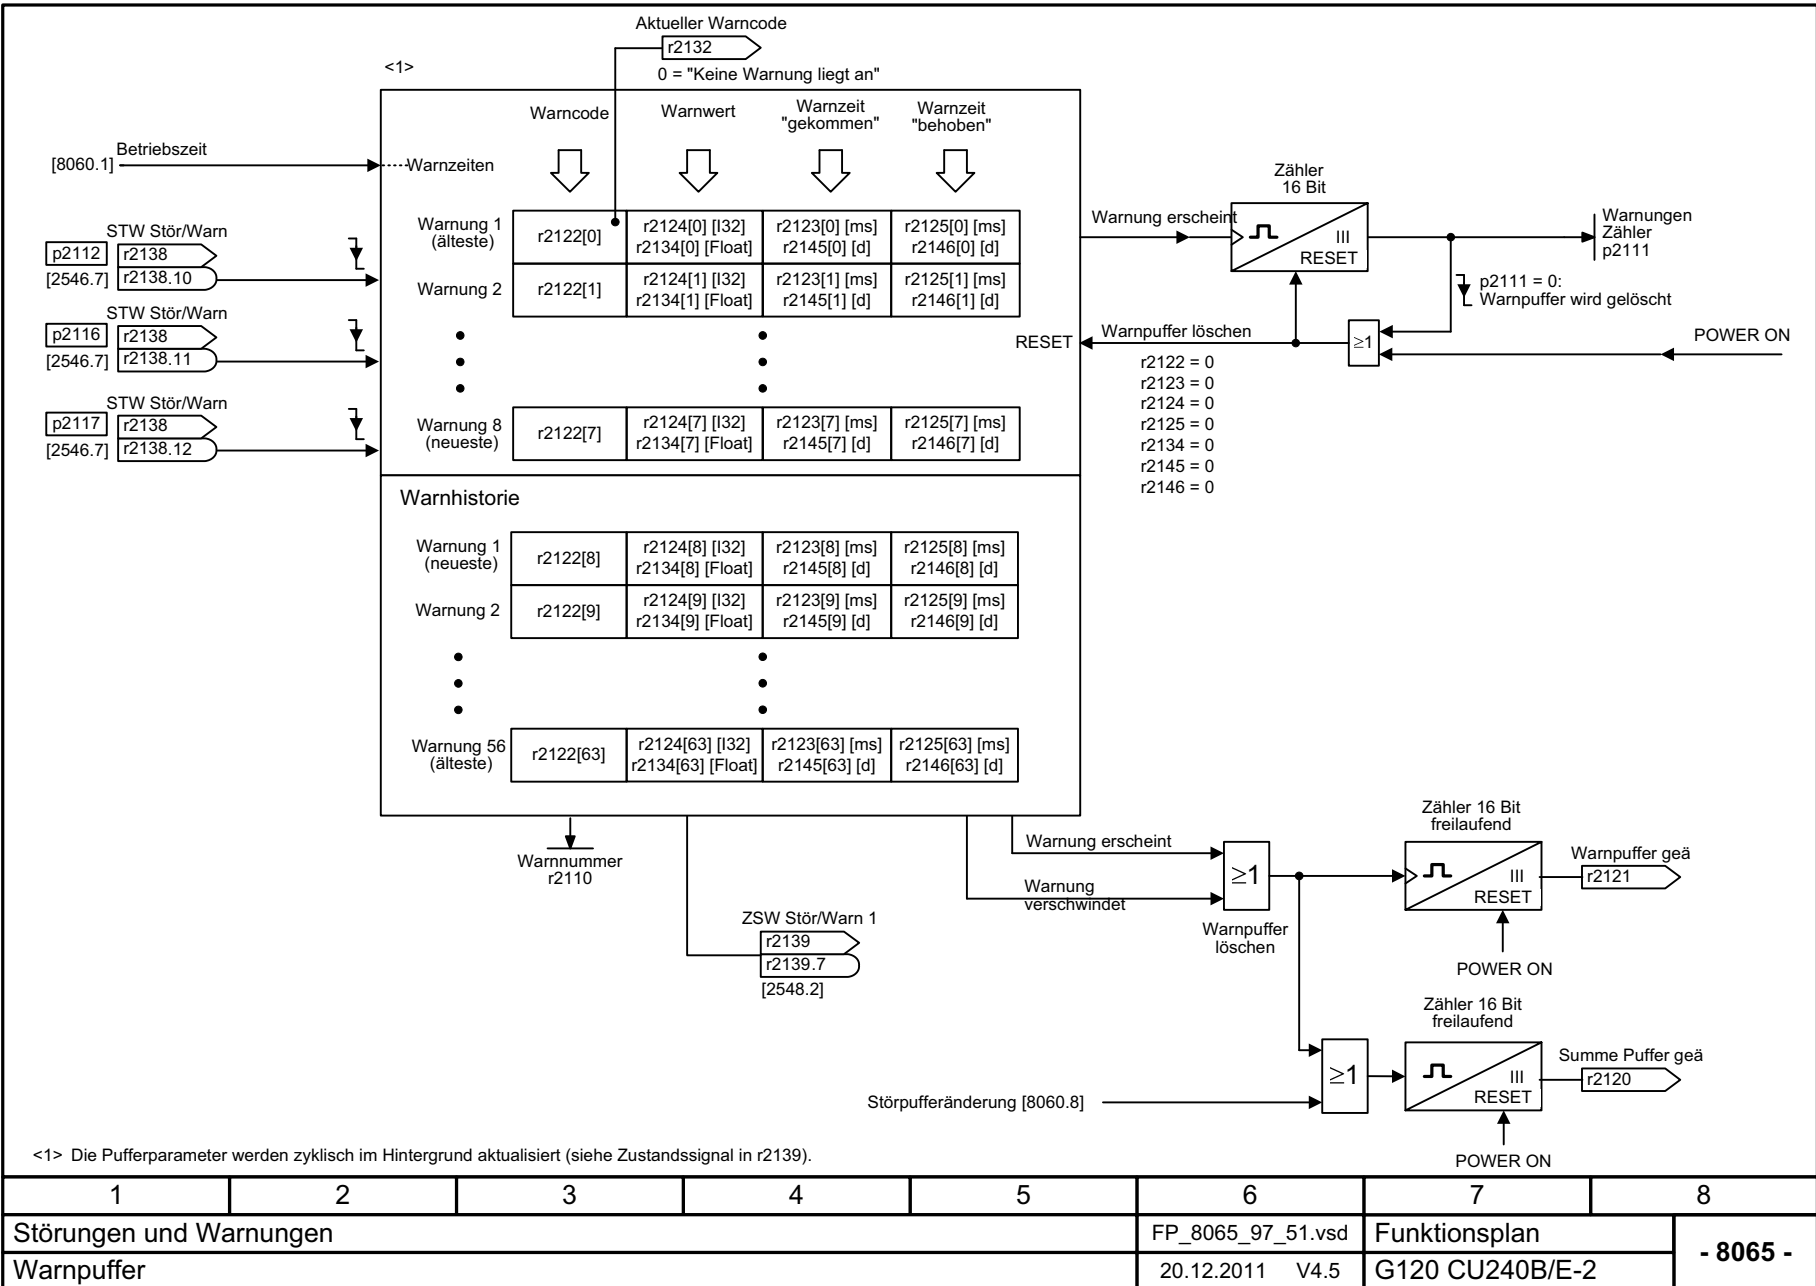 Aktueller Warncode
r2132
0 = "Keine Warnung liegt an"
<1>
Warncode
Warnwert
Warnzeit
"gekommen"
Warnzeit
"behoben"
Betriebszeit
[8060.1]
Warnzeiten
Warnung 1
(älteste)
r2122[0]
r2124[0] [I32]
r2134[0] [Float]
r2123[0] [ms]
r2145[0] [d]
r2125[0] [ms]
r2146[0] [d]
Warnung 2
r2122[1]
r2124[1] [I32]
r2134[1] [Float]
r2123[1] [ms]
r2145[1] [d]
r2125[1] [ms]
r2146[1] [d]
Warnung 8
(neueste)
r2122[7]
r2124[7] [I32]
r2134[7] [Float]
r2123[7] [ms]
r2145[7] [d]
r2125[7] [ms]
r2146[7] [d]
STW Stör/Warn
p2112
r2138
[2546.7]
r2138.10
STW Stör/Warn
p2116
r2138
[2546.7]
r2138.11
STW Stör/Warn
p2117
r2138
[2546.7]
r2138.12
Warnung erscheint
Zähler
16 Bit
III
RESET
Warnungen
Zähler
p2111
p2111 = 0:
Warnpuffer wird gelöscht
RESET
Warnpuffer löschen
≥1
POWER ON
r2122 = 0
r2123 = 0
r2124 = 0
r2125 = 0
r2134 = 0
r2145 = 0
r2146 = 0
Warnhistorie
Warnung 1
(neueste)
r2122[8]
r2124[8] [I32]
r2134[8] [Float]
r2123[8] [ms]
r2145[8] [d]
r2125[8] [ms]
r2146[8] [d]
Warnung 2
r2122[9]
r2124[9] [I32]
r2134[9] [Float]
r2123[9] [ms]
r2145[9] [d]
r2125[9] [ms]
r2146[9] [d]
Warnung 56
(älteste)
r2122[63]
r2124[63] [I32]
r2134[63] [Float]
r2123[63] [ms]
r2145[63] [d]
r2125[63] [ms]
r2146[63] [d]
Warnnummer
r2110
ZSW Stör/Warn 1
r2139
r2139.7
[2548.2]
Warnung erscheint
Warnung
verschwindet
≥1
Warnpuffer
löschen
Zähler 16 Bit
freilaufend
III
RESET
POWER ON
Warnpuffer geä
r2121
Zähler 16 Bit
freilaufend
≥1
III
RESET
POWER ON
Summe Puffer geä
r2120
Störpufferänderung [8060.8]
<1> Die Pufferparameter werden zyklisch im Hintergrund aktualisiert (siehe Zustandssignal in r2139).
1 2 3 4 5 6 7 8
Störungen und Warnungen
FP_8065_97_51.vsd
Funktionsplan
- 8065 -
Warnpuffer
20.12.2011 V4.5
G120 CU240B/E-2